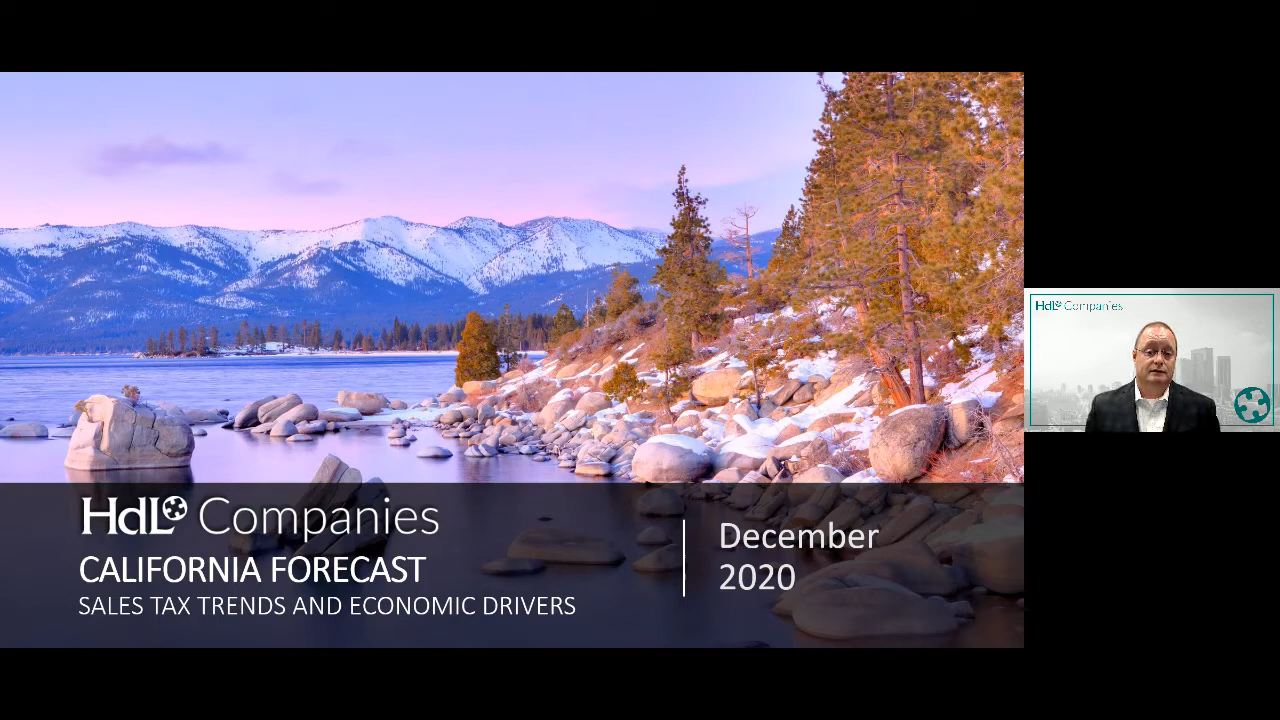 HdL Companies
CALIFORNIA FORECAST
SALES TAX TRENDS AND ECONOMIC DRIVERS
December
2020
HdL Companies